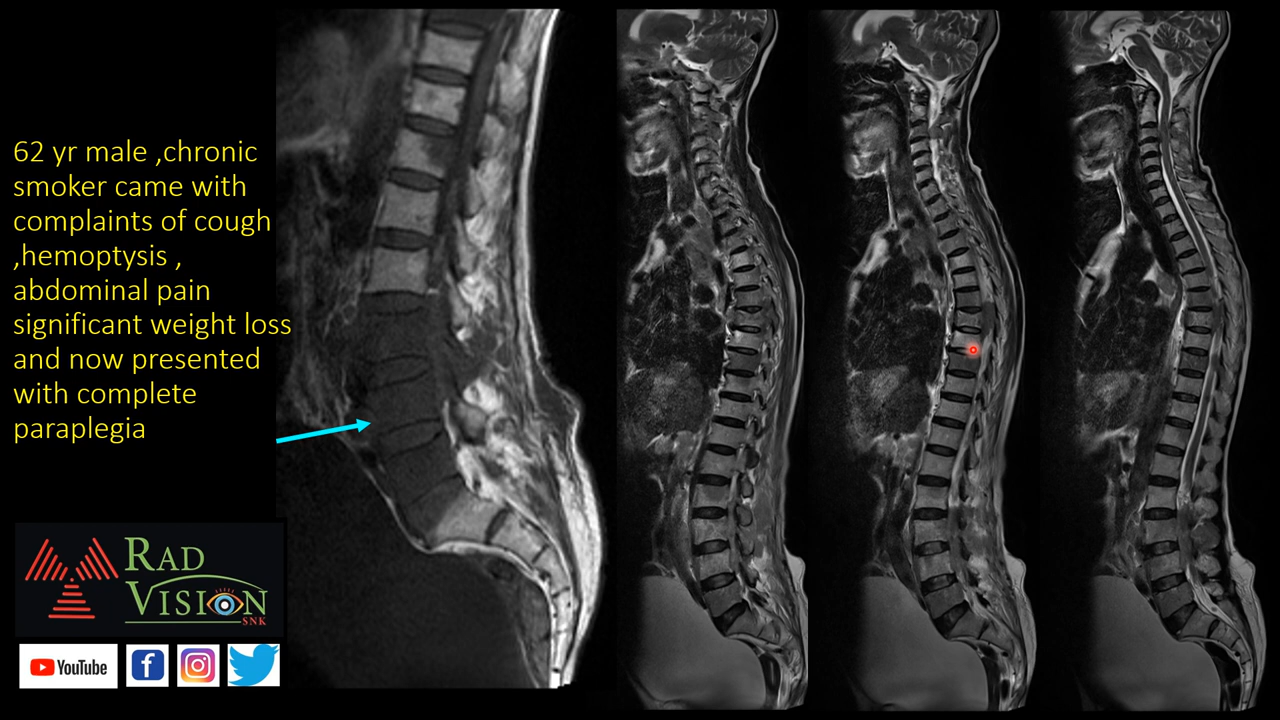 62 yr male ,chronic
smoker came with
complaints of cough
,hemoptysis ,
abdominal pain
significant weight loss
and now presented
with complete
paraplegia
RAD
VISION
SNK
YouTube